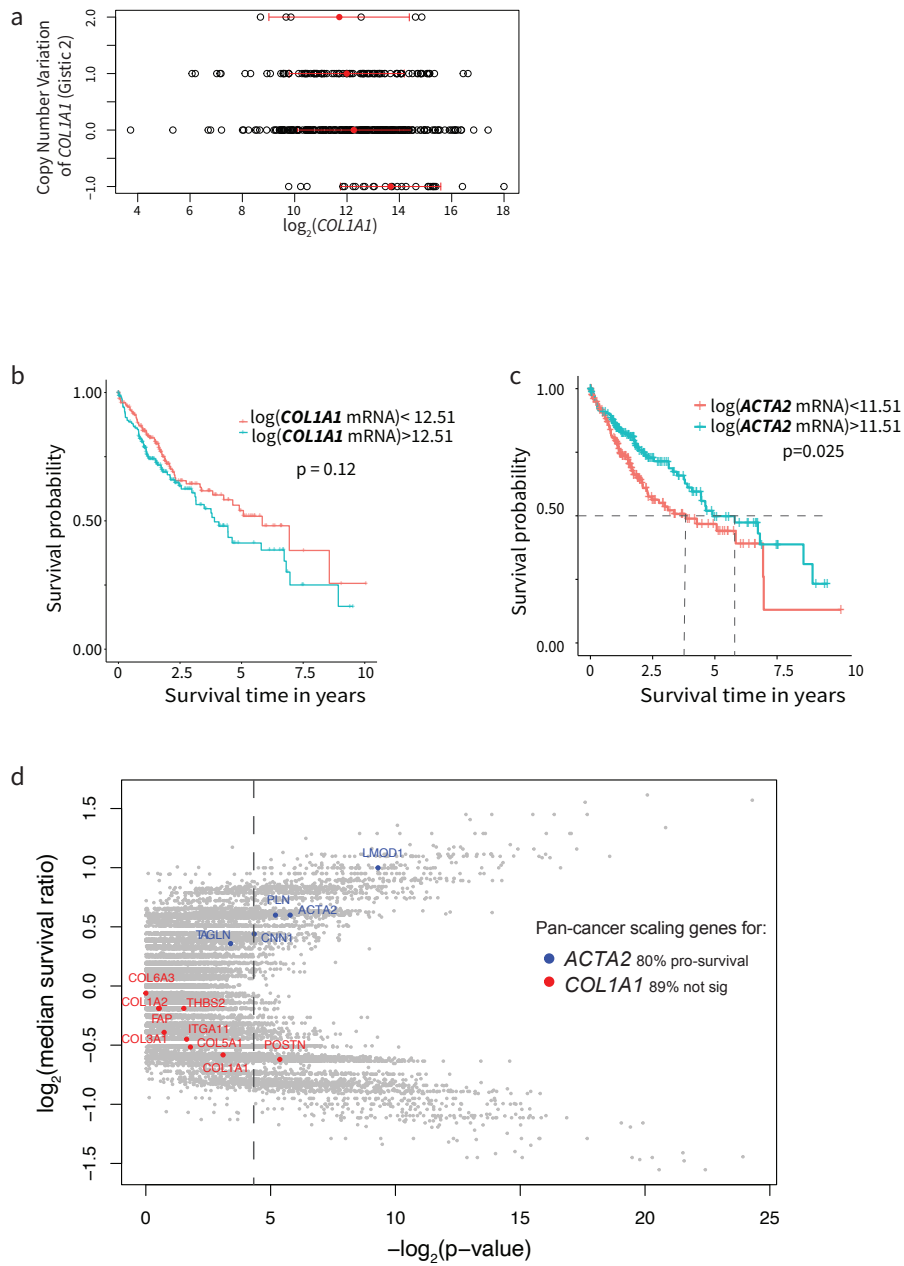 a
Copy Number Variation
of COL1A1 (Gistic 2)
2.0
1.0
0.0
−1.0
4 6 8 10 12 14 16 18
log2(COL1A1)
b
Survival probability
1.00
0.50
0.00
log(COL1A1 mRNA)< 12.51
log(COL1A1 mRNA)>12.51
p = 0.12
0 2.5 5 7.5 10
Survival time in years
c
Survival probability
1.00
0.50
0.00
log(ACTA2 mRNA)<11.51
log(ACTA2 mRNA)>11.51
p=0.025
0 2.5 5 7.5 10
Survival time in years
d
log2(median survival ratio)
1.5
1.0
0.5
0.0
−0.5
−1.0
−1.5
LMOD1
PLN
ACTA2
TAGLN
CNN1
COL6A3
COL1A2
THBS2
FAP
COL3A1
ITGA11
COL5A1
COL1A1
POSTN
Pan-cancer scaling genes for:
ACTA2 80% pro-survival
COL1A1 89% not sig
0 5 10 15 20 25
−log2(p−value)